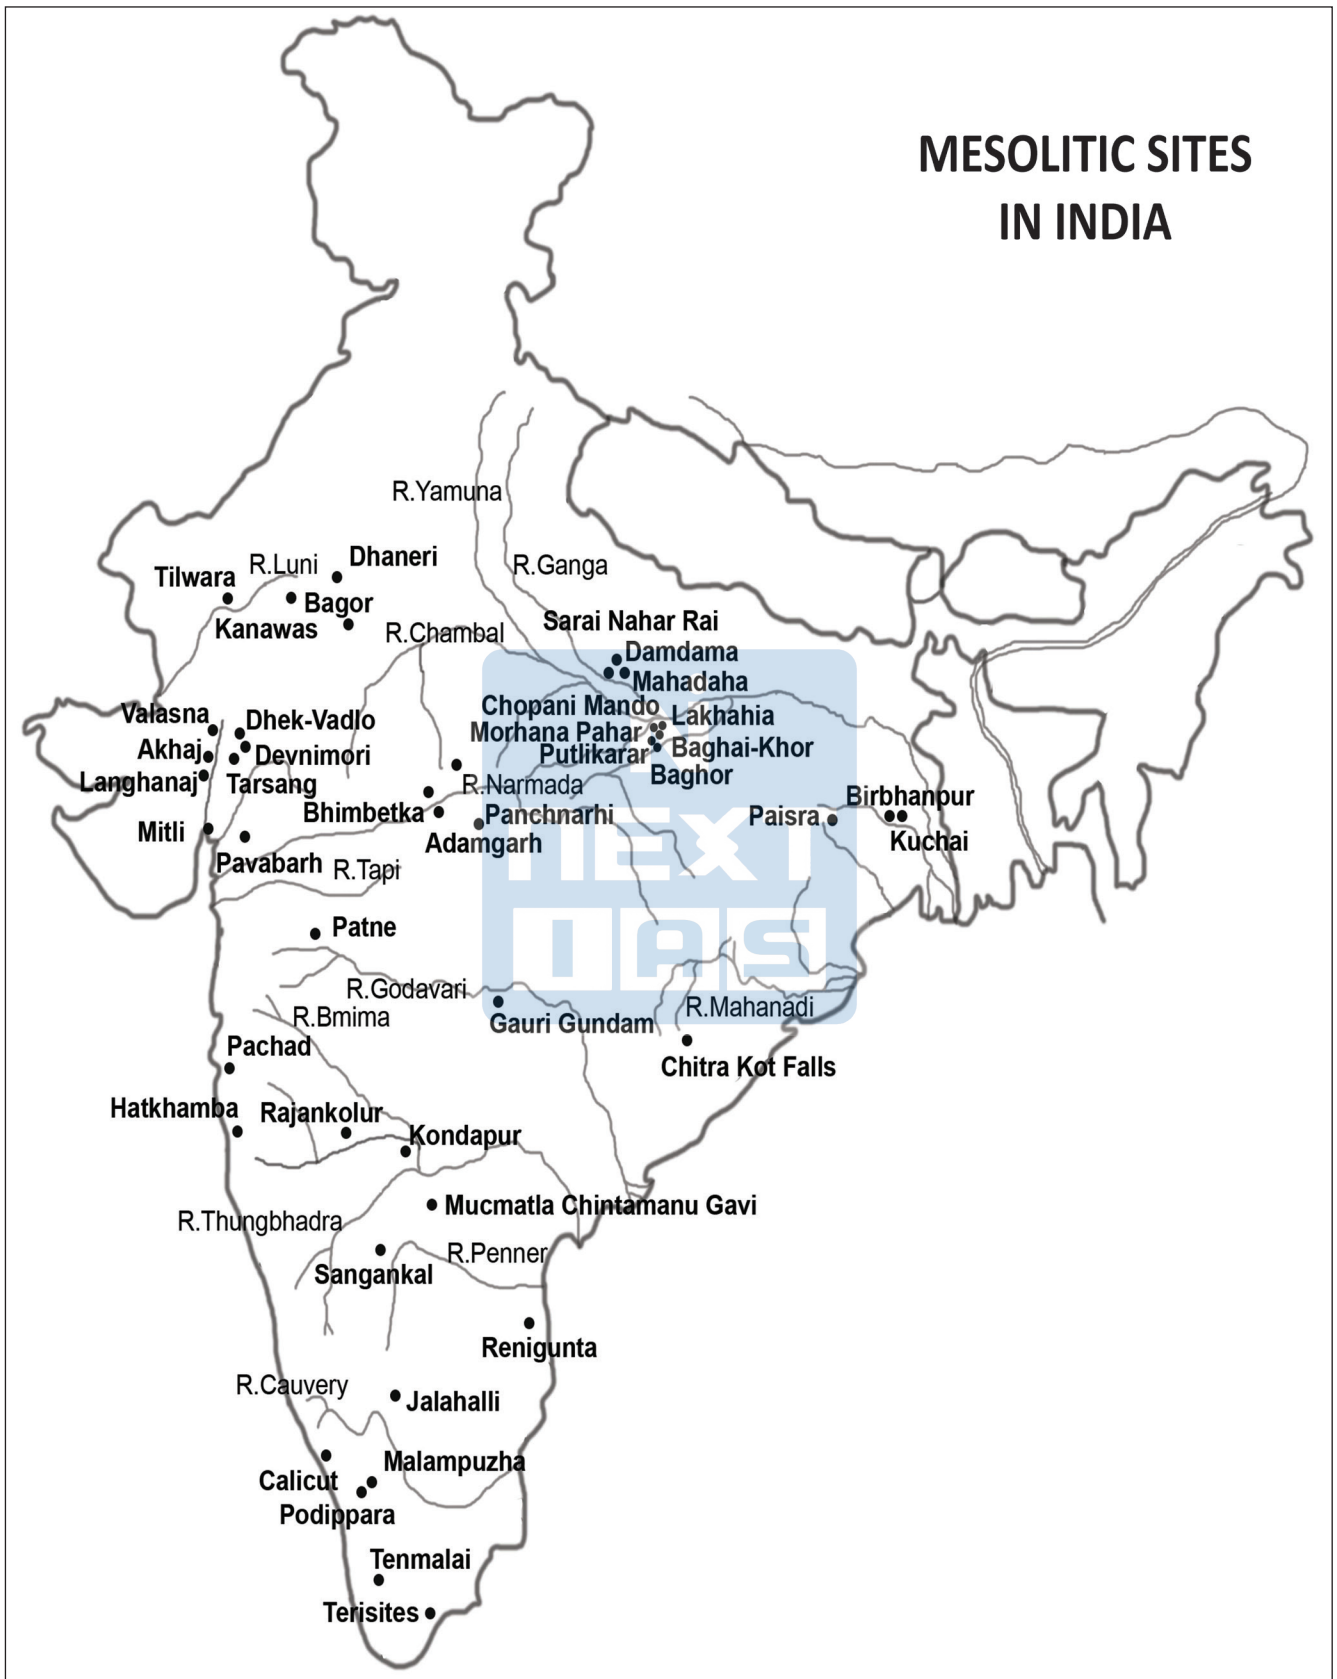 MESOLITIC SITES
IN INDIA
R.Yamuna
R.Ganga
Dhaneri
R.Luni
Tilwara
Bagor
Kanawas
R.Chambal
Sarai Nahar Rai
Damdama
Mahadaha
Chopani Mando
Lakhahia
Morhana Pahar
Putlikarar
Baghai-Khor
Baghor
Valasna
Dhek-Vadlo
Akhaj
Devnimori
Langhanaj
Tarsang
R.Narmada
Bhimbetka
Panchnarhi
Adamgarh
Paisra
Birbhanpur
Kuchai
Mitli
Pavabarh
R.Tapi
NEXT
IAS
Patne
R.Godavari
R.Bmima
Gauri Gundam
R.Mahanadi
Chitra Kot Falls
Pachad
Hatkhamba
Rajankolur
Kondapur
Mucmatla Chintamanu Gavi
R.Thungbhadra
R.Penner
Sangankal
Renigunta
R.Cauvery
Jalahalli
Malampuzha
Calicut
Podippara
Tenmalai
Terisites